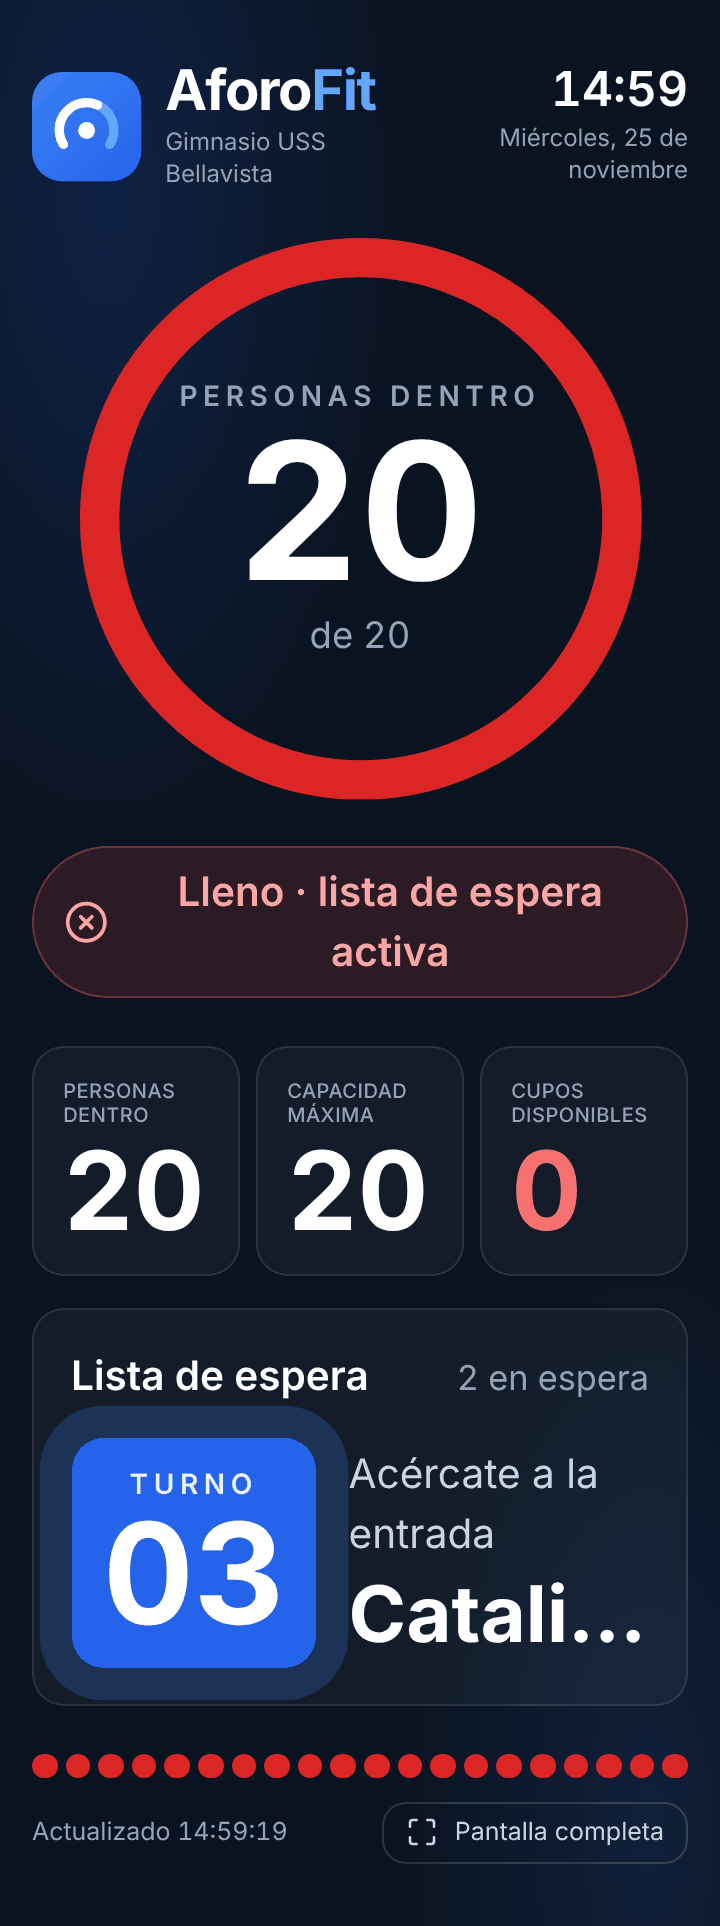 AforoFit
Gimnasio USS
Bellavista
14:59
Miércoles, 25 de
noviembre
PERSONAS DENTRO
20
de 20
Lleno · lista de espera
activa
PERSONAS
DENTRO
20
CAPACIDAD
MÁXIMA
20
CUPOS
DISPONIBLES
0
Lista de espera
2 en espera
TURNO
03
Acércate a la
entrada
Catali...
Actualizado 14:59:19
Pantalla completa